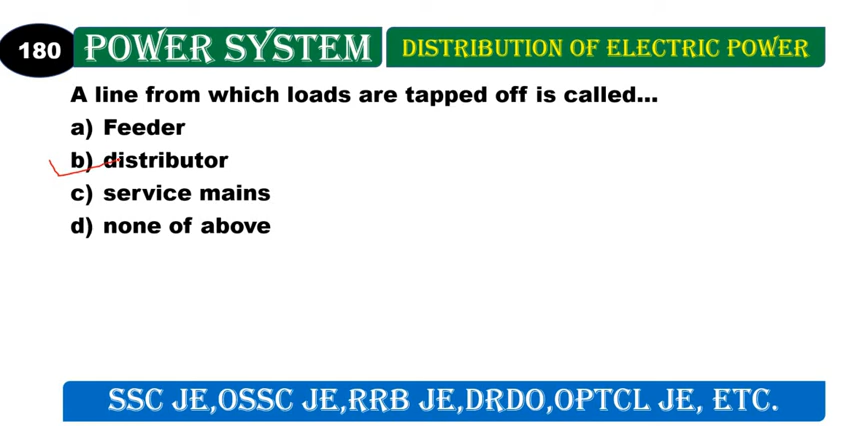 180
POWER SYSTEM
DISTRIBUTION OF ELECTRIC POWER
A line from which loads are tapped off is called...
a) Feeder
b) distributor
c) service mains
d) none of above
SSC JE,OSSC JE,RRB JE,DRDO,OPTCL JE, ETC.